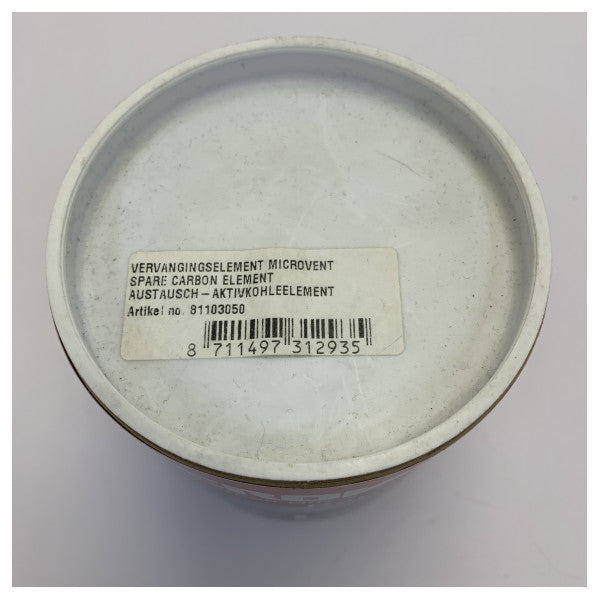 VERVANGINGSELEMENT MICROVENT
SPARE CARBON ELEMENT
AUSTAUSCH – AKTIVKOHLEELEMENT
Artikel no. 81103050
8 711497 312935